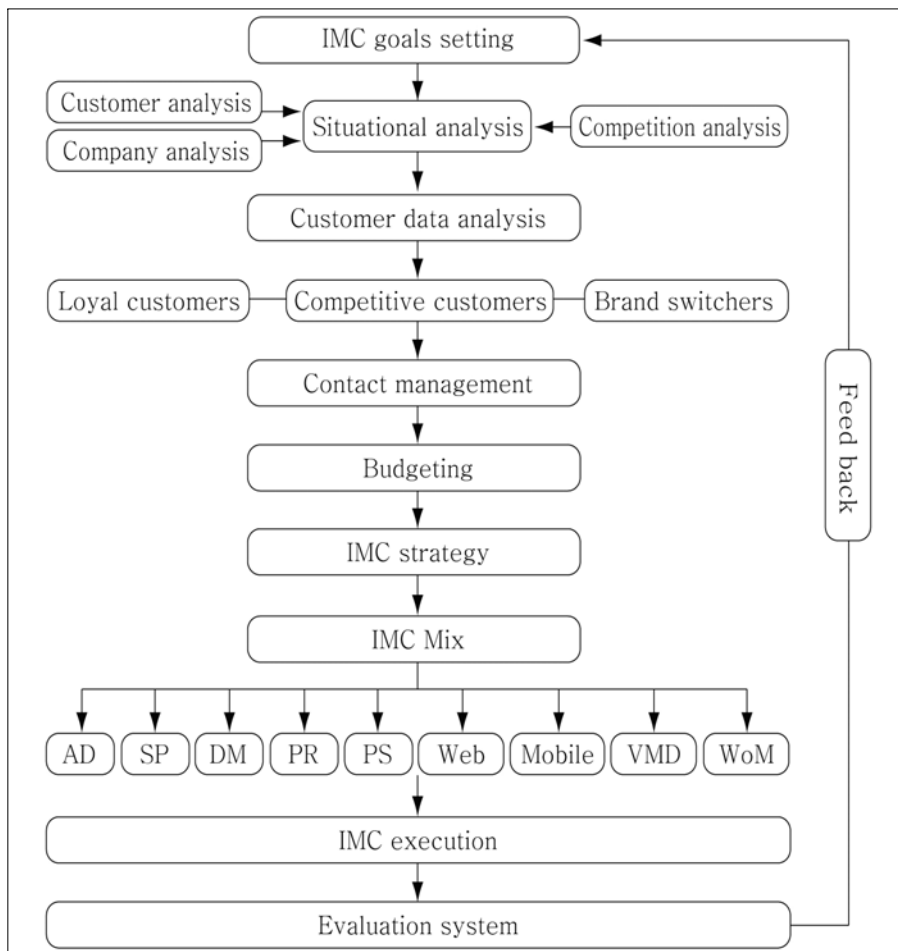 IMC goals setting
Customer analysis
Situational analysis
Competition analysis
Company analysis
Customer data analysis
Loyal customers
Competitive customers
Brand switchers
Contact management
Feed back
Budgeting
IMC strategy
IMC Mix
AD
SP
DM
PR
PS
Web
Mobile
VMD
WoM
IMC execution
Evaluation system